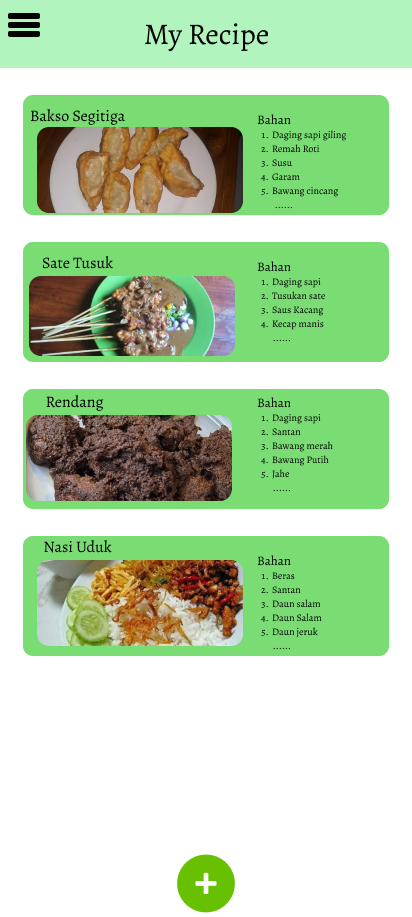 My Recipe
Bakso Segitiga
Bahan
1. Daging sapi giling
2. Remah Roti
3. Susu
4. Garam
5. Bawang cincang
......
Sate Tusuk
Bahan
1. Daging sapi
2. Tusukan sate
3. Saus Kacang
4. Kecap manis
......
Rendang
Bahan
1. Daging sapi
2. Santan
3. Bawang merah
4. Bawang Putih
5. Jahe
......
Nasi Uduk
Bahan
1. Beras
2. Santan
3. Daun salam
4. Daun Salam
5. Daun jeruk
......